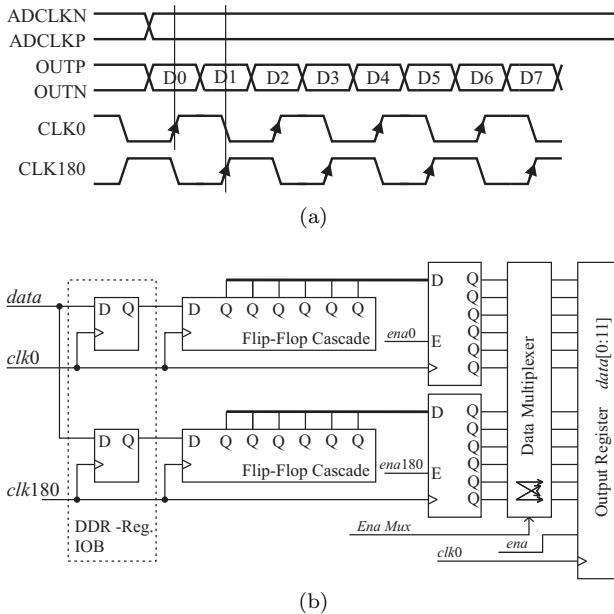 ADCLKN
ADCLKP
OUTP
OUTN
D0 D1 D2 D3 D4 D5 D6 D7
CLK0
CLK180
(a)
data
D Q
D
Q Q Q Q Q Q
Flip-Flop Cascade
clk0
D
E
ena0
Q
Q
Q
Q
Q
Q
D Q
D
Q Q Q Q Q Q
Flip-Flop Cascade
clk180
D
E
ena180
Q
Q
Q
Q
Q
Q
Data Multiplexer
Output Register data[0:11]
DDR -Reg.
IOB
Ena Mux
ena
clk0
(b)